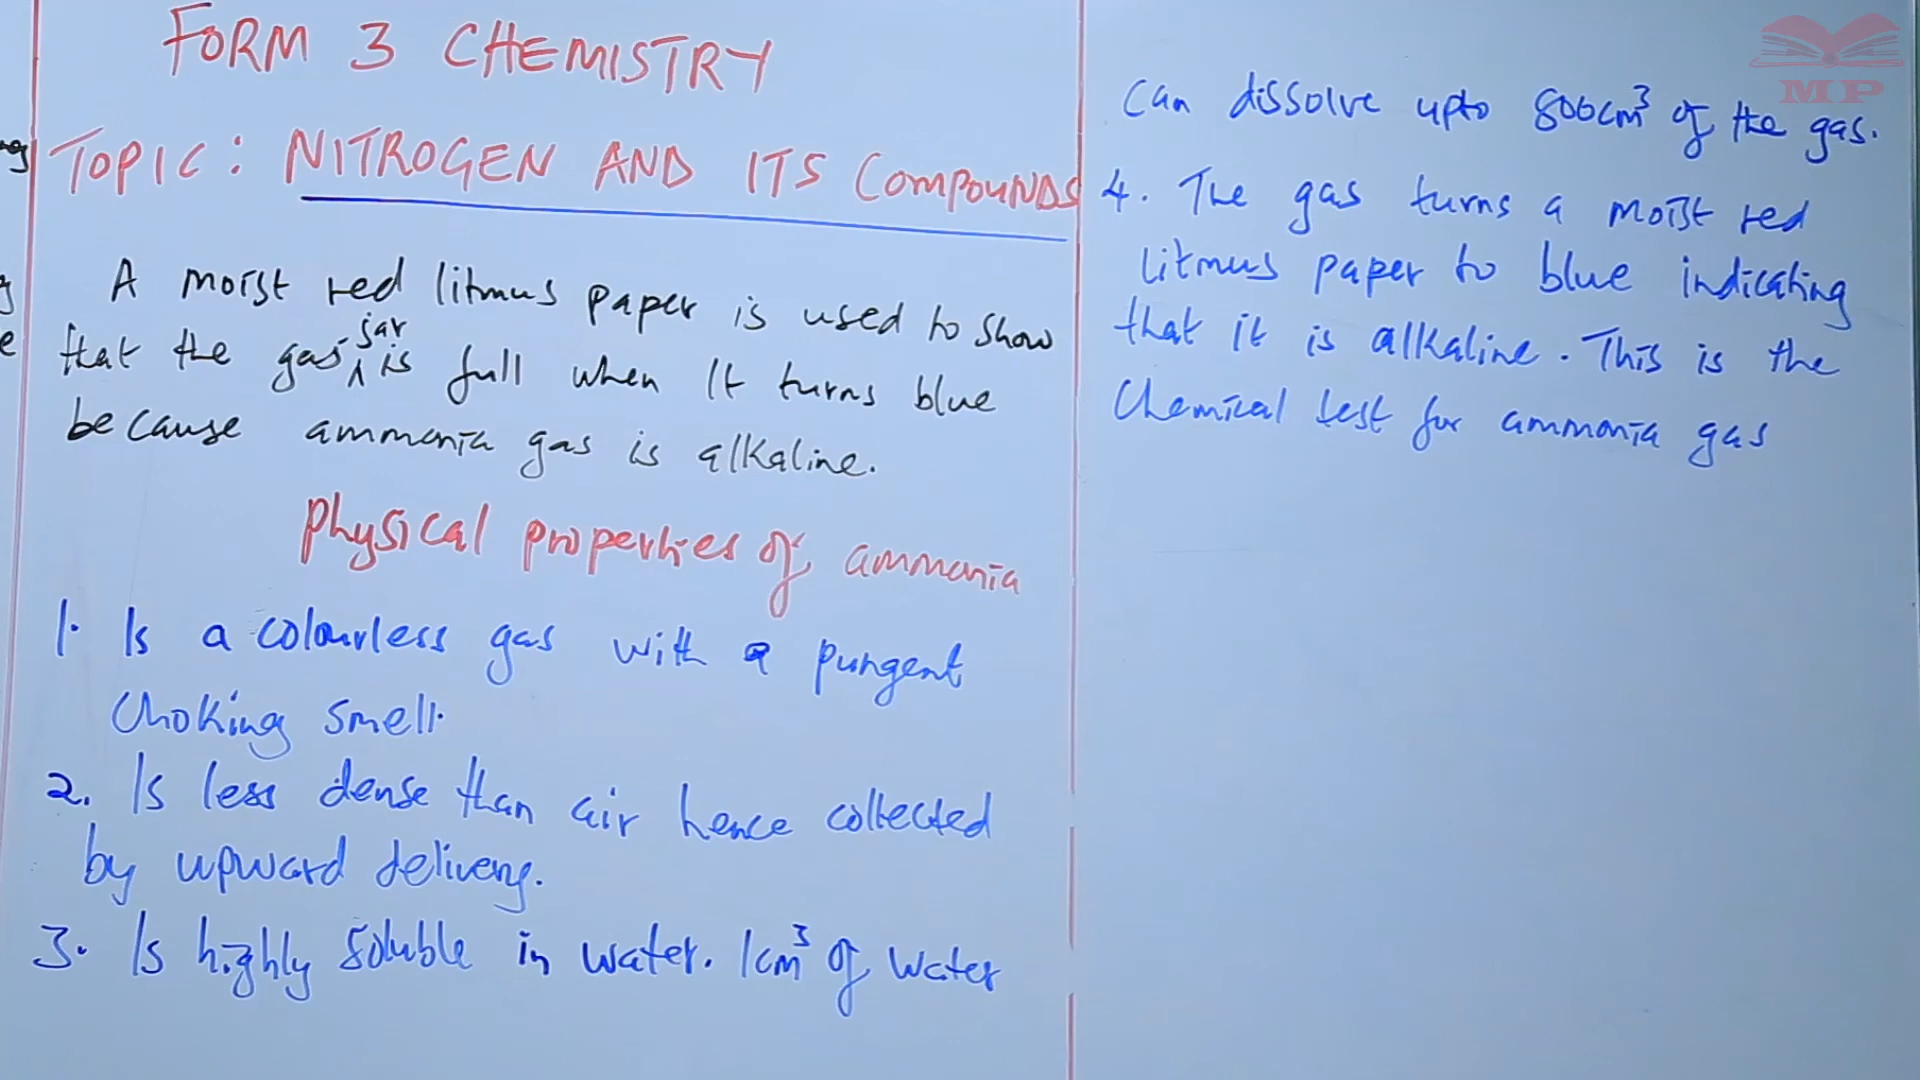 FORM 3 CHEMISTRY
TOPIC: NITROGEN AND ITS COMPOUNDS
A moist red litmus paper is used to show
that the gas jar is full when It turns blue
because ammonia gas is alkaline.
Physical properties of ammonia
1. Is a colourless gas with a pungent
Choking smell.
2. Is less dense than air hence collected
by upward delivery.
3. Is highly soluble in water. 1cm³ of water
Can dissolve upto 800cm³ of the gas.
4. The gas turns a moist red
litmus paper to blue indicating
that it is alkaline. This is the
Chemical test for ammonia gas
MP